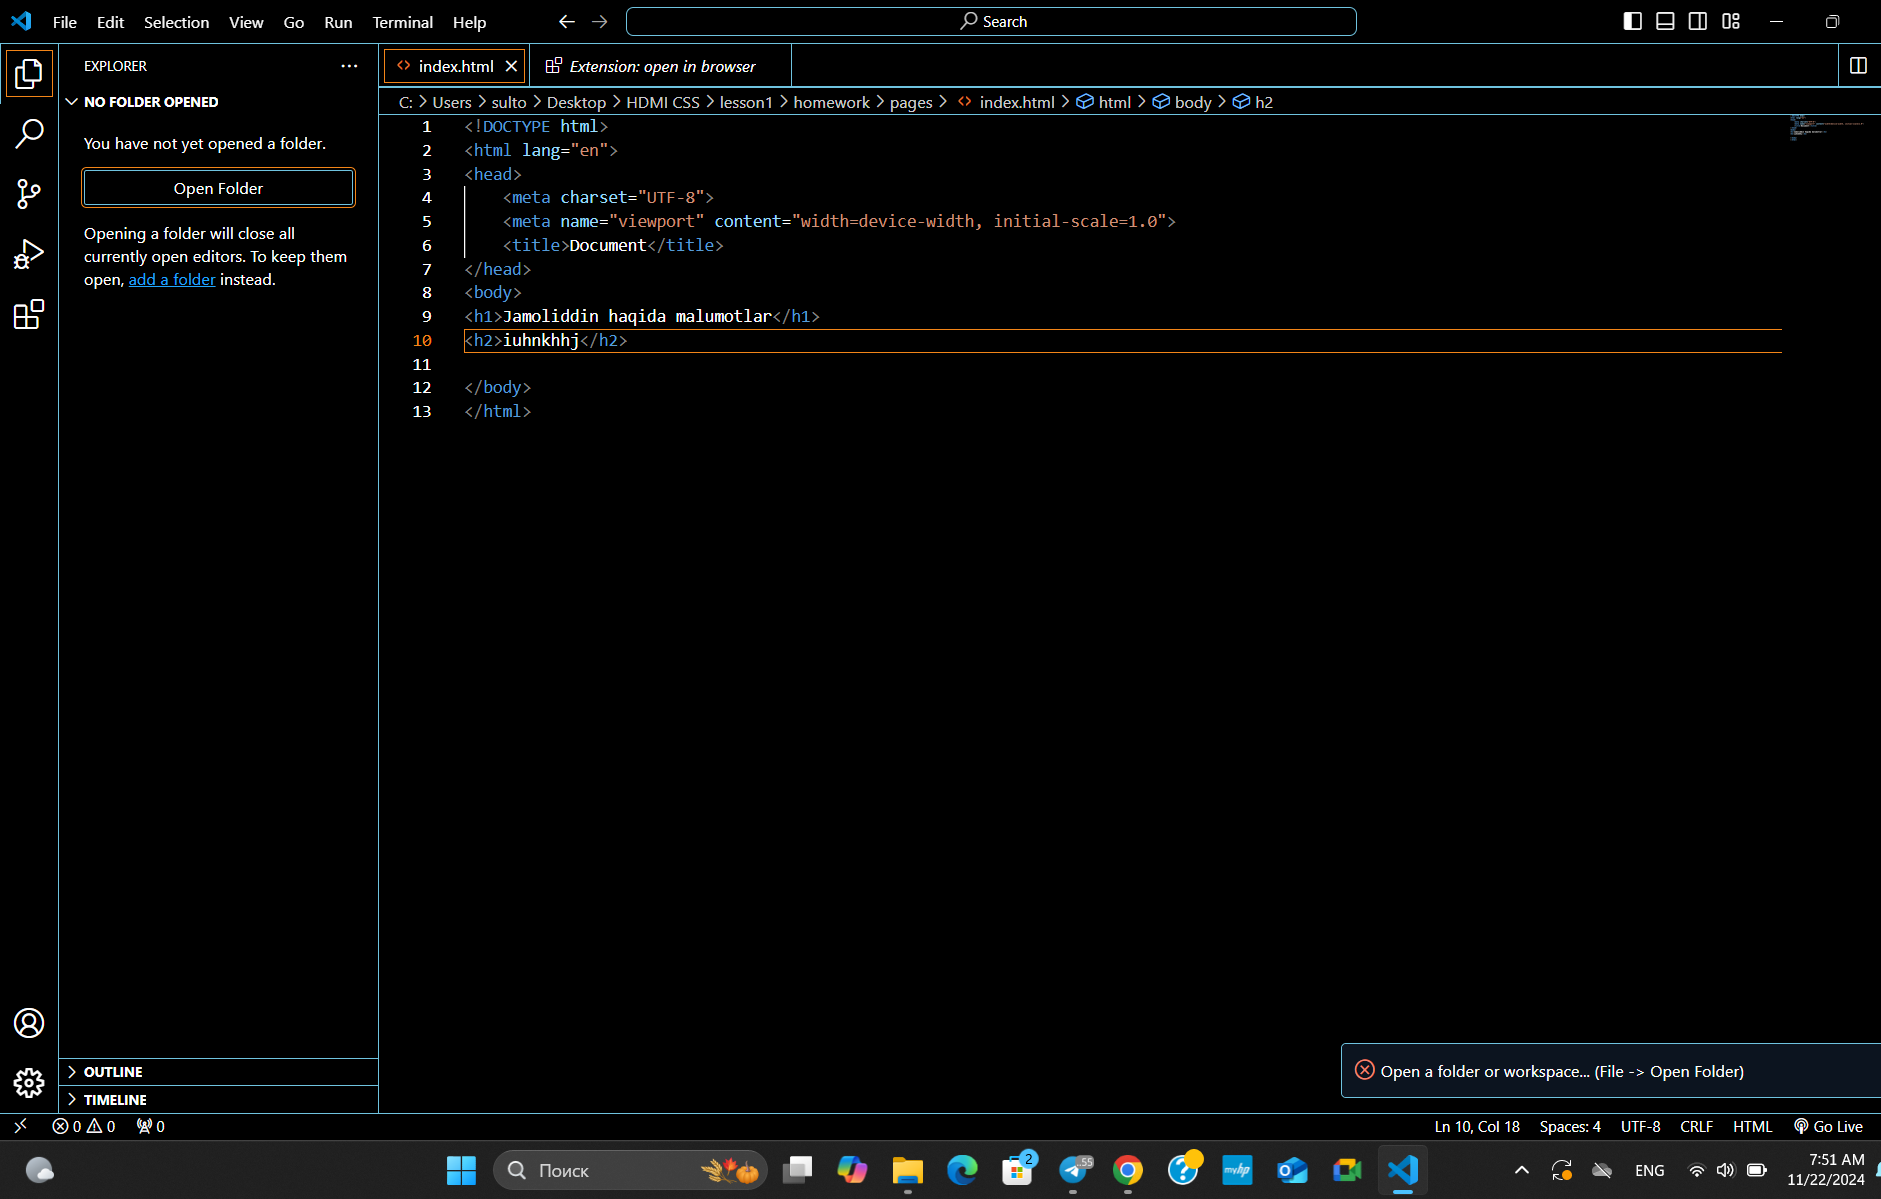 File Edit Selection View Go Run Terminal Help
Search
EXPLORER
NO FOLDER OPENED
You have not yet opened a folder.
Open Folder
Opening a folder will close all
currently open editors. To keep them
open, add a folder instead.
OUTLINE
TIMELINE
index.html
Extension: open in browser
C: > Users > sulto > Desktop > HDMI CSS > lesson1 > homework > pages > index.html > html > body > h2
1 <!DOCTYPE html>
2 <html lang="en">
3 <head>
4     <meta charset="UTF-8">
5     <meta name="viewport" content="width=device-width, initial-scale=1.0">
6     <title>Document</title>
7 </head>
8 <body>
9 <h1>Jamoliddin haqida malumotlar</h1>
10 <h2>iuhnkhhj</h2>
11
12 </body>
13 </html>
Open a folder or workspace... (File -> Open Folder)
0 0 0
Ln 10, Col 18 Spaces: 4 UTF-8 CRLF HTML Go Live
Поиск
2
55
myhp
ENG
7:51 AM
11/22/2024